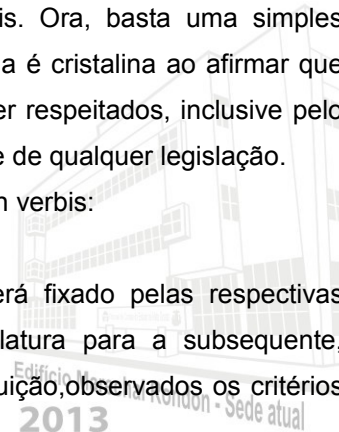 is. Ora, basta uma simples
a é cristalina ao afirmar que
er respeitados, inclusive pelo
e de qualquer legislação.
n verbis:
erá fixado pelas respectivas
latura para a subsequente,
uição,observados os critérios
Edifício Marechal Rondon - Sede atual
2013